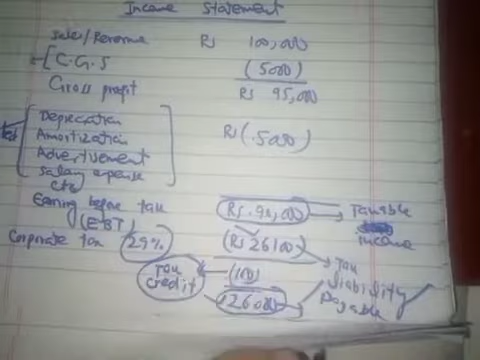 Income Statement
Sales/Revenue Rs 100,000
C.G.S (5000)
Gross profit Rs 95,000
Depreciation
Amortization Rs (5000)
Advertisement
Salary expense
etc
Earning before tax Rs. 90,000 Taxable
(EBT) income
Corporate tax 29% (Rs 26100) Tax
Tax (100) liability
credit 26000 Payable